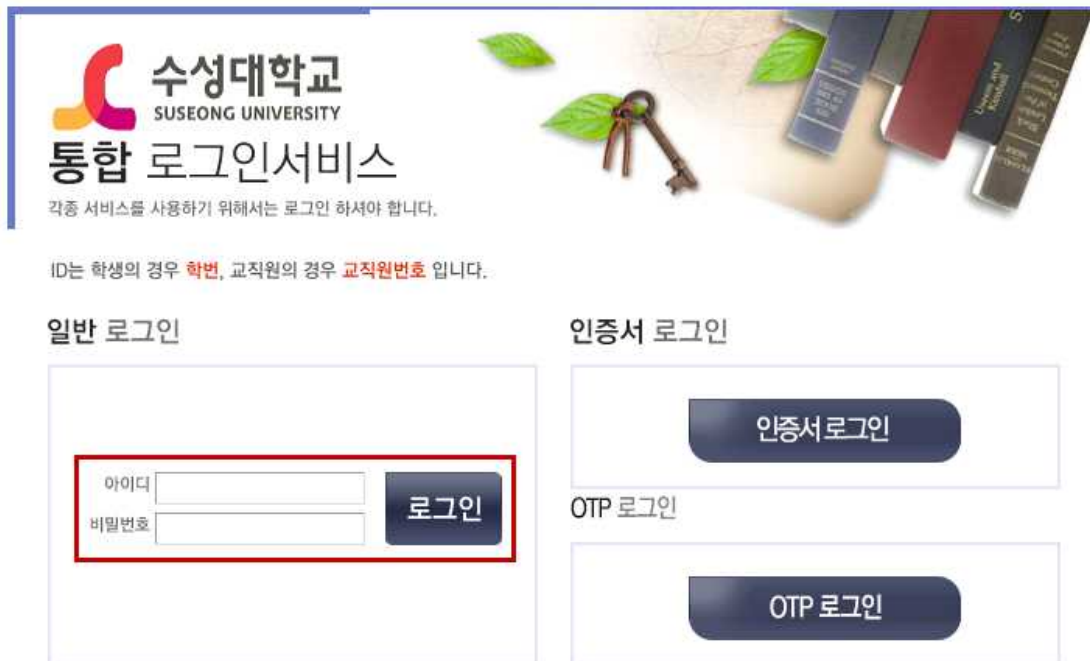 수성대학교
SUSEONG UNIVERSITY
통합 로그인서비스
각종 서비스를 사용하기 위해서는 로그인 하셔야 합니다.
ID는 학생의 경우 학번, 교직원의 경우 교직원번호 입니다.
일반 로그인
아이디
비밀번호
로그인
인증서 로그인
인증서 로그인
OTP 로그인
OTP 로그인